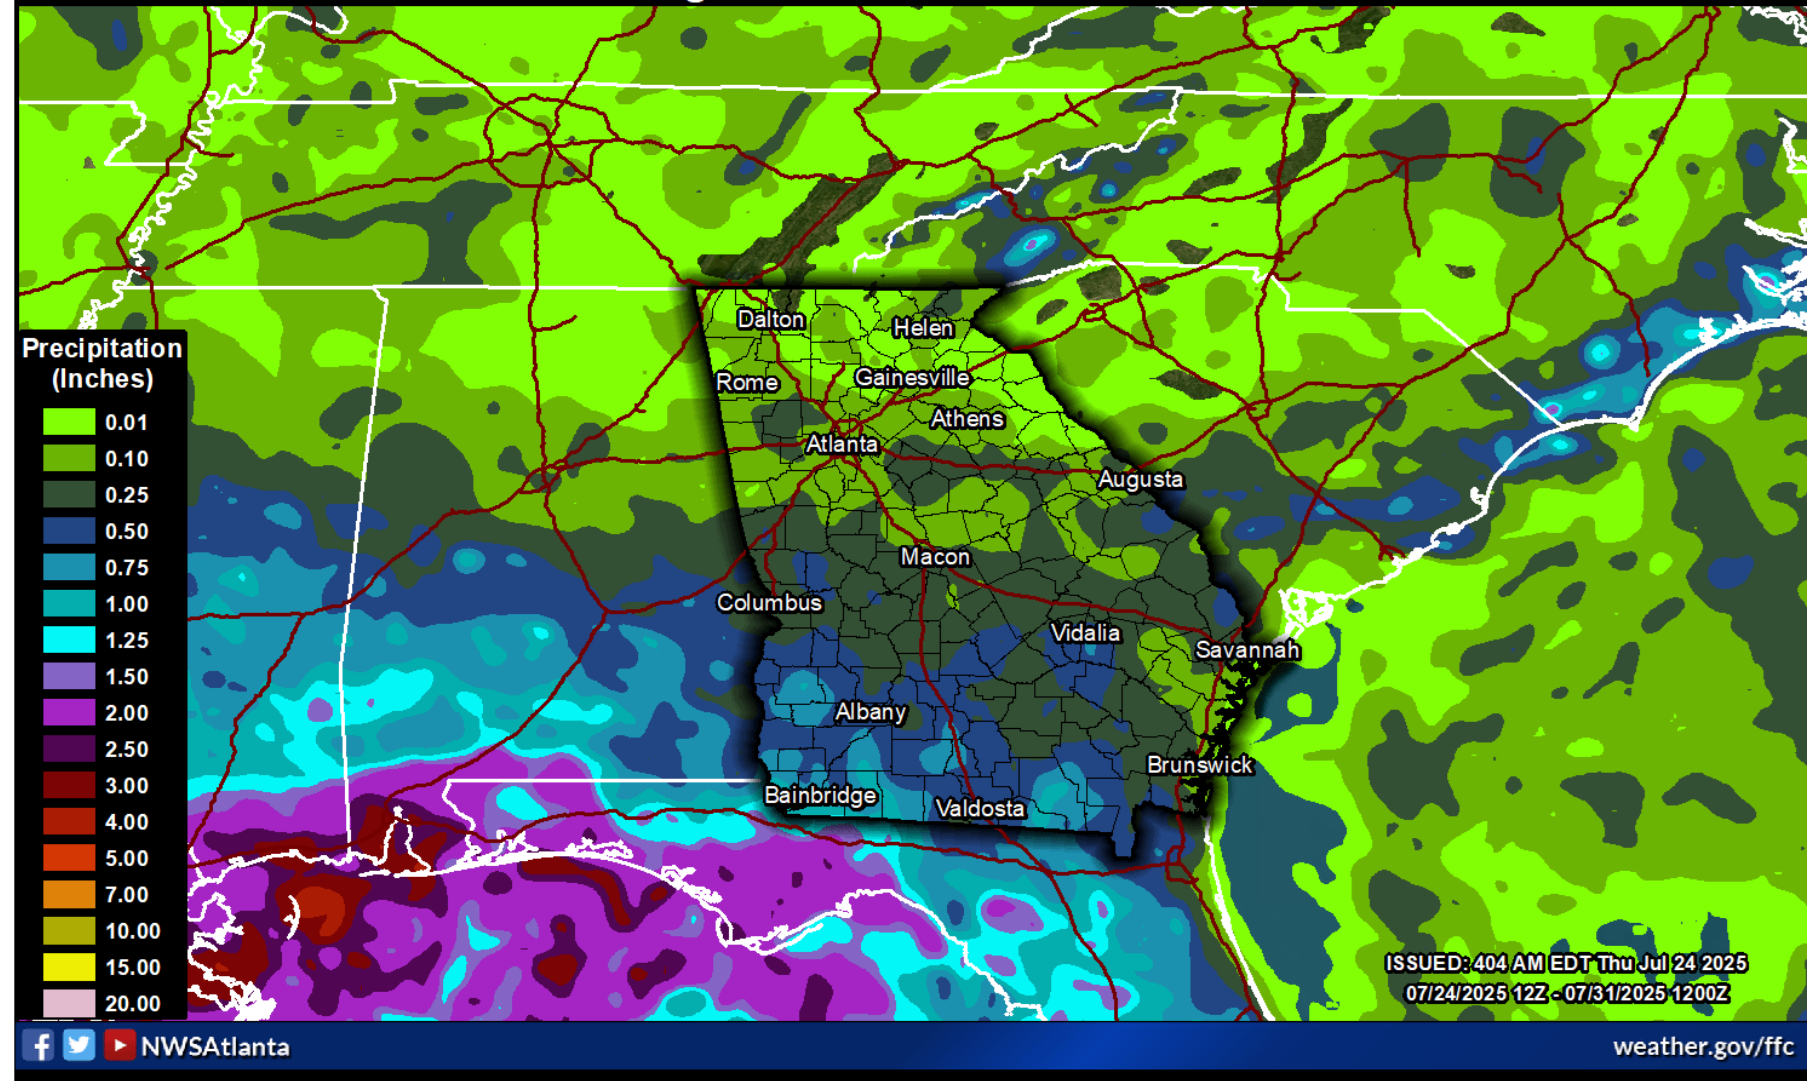 Dalton
Helen
Precipitation
(Inches)
Rome
Gainesville
0.01
Athens
Atlanta
0.10
Augusta
0.25
0.50
Macon
0.75
Columbus
1.00
Vidalia
1.25
Savannah
1.50
2.00
Albany
2.50
Brunswick
3.00
Bainbridge
Valdosta
4.00
5.00
7.00
10.00
15.00
ISSUED: 404 AM EDT Thu Jul 24 2025
07/24/2025 12Z - 07/31/2025 1200Z
20.00
NWSAtlanta
weather.gov/ffc